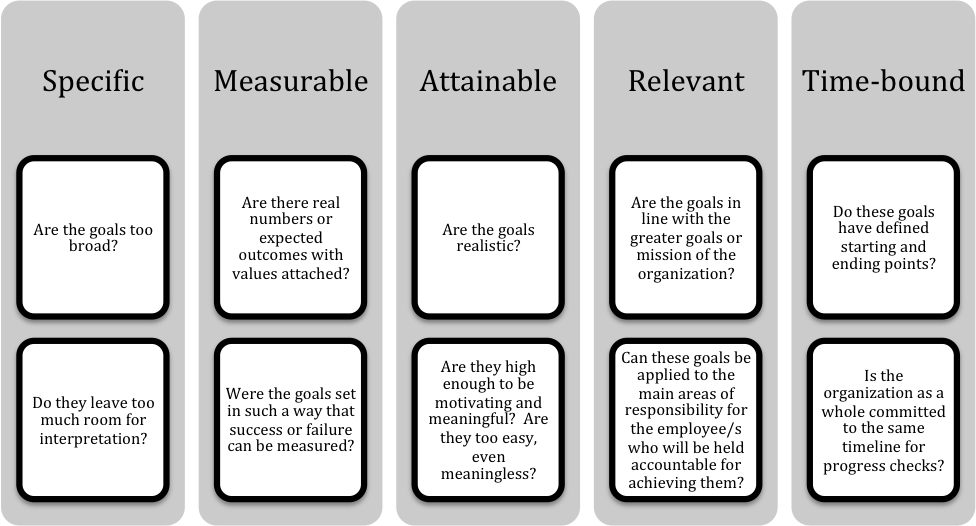 Specific
Are the goals too
broad?
Do they leave too
much room for
interpretation?
Measurable
Are there real
numbers or
expected
outcomes with
values attached?
Were the goals set
in such a way that
success or failure
can be measured?
Attainable
Are the goals
realistic?
Are they high
enough to be
motivating and
meaningful?  Are
they too easy,
even
meaningless?
Relevant
Are the goals in
line with the
greater goals or
mission of the
organization?
Can these goals be
applied to the
main areas of
responsibility for
the employee/s
who will be held
accountable for
achieving them?
Time-bound
Do these goals
have defined
starting and
ending points?
Is the
organization as a
whole committed
to the same
timeline for
progress checks?